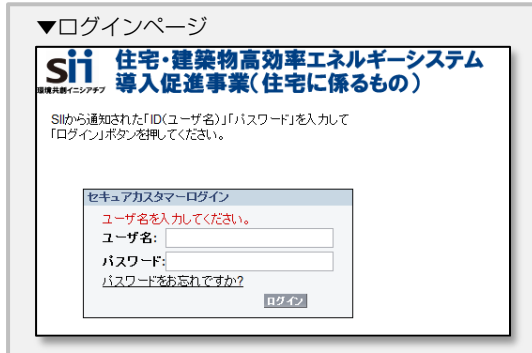 ▼ログインページ
sii 住宅・建築物高効率エネルギーシステム
環境共創イニシアチブ 導入促進事業(住宅に係るもの)
SIIから通知された「ID(ユーザ名)」「パスワード」を入力して
「ログイン」ボタンを押してください。
セキュアカスタマーログイン
ユーザ名を入力してください。
ユーザ名:
パスワード:
パスワードをお忘れですか?
ログイン